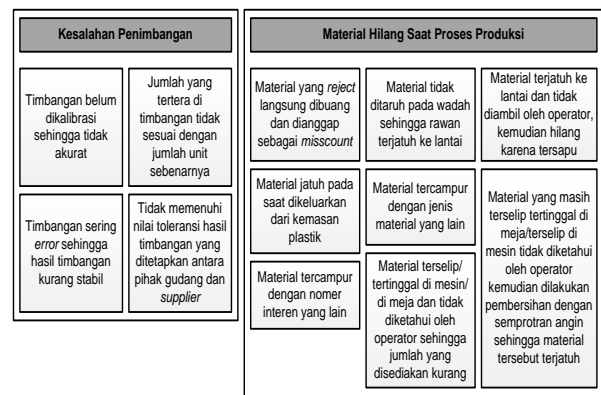 Kesalahan Penimbangan
Timbangan belum
dikalibrasi
sehingga tidak
akurat
Jumlah yang
tertera di
timbangan tidak
sesuai dengan
jumlah unit
sebenarnya
Timbangan sering
error sehingga
hasil timbangan
kurang stabil
Tidak memenuhi
nilai toleransi hasil
timbangan yang
ditetapkan antara
pihak gudang dan
supplier
Material Hilang Saat Proses Produksi
Material yang reject
langsung dibuang
dan dianggap
sebagai misscount
Material jatuh pada
saat dikeluarkan
dari kemasan
plastik
Material tercampur
dengan nomer
interen yang lain
Material tidak
ditaruh pada wadah
sehingga rawan
terjatuh ke lantai
Material tercampur
dengan jenis
material yang lain
Material terselip/
tertinggal di mesin/
di meja dan tidak
diketahui oleh
operator sehingga
jumlah yang
disediakan kurang
Material terjatuh ke
lantai dan tidak
diambil oleh operator,
kemudian hilang
karena tersapu
Material yang masih
terselip tertinggal di
meja/terselip di
mesin tidak diketahui
oleh operator
kemudian dilakukan
pembersihan dengan
semprotran angin
sehingga material
tersebut terjatuh